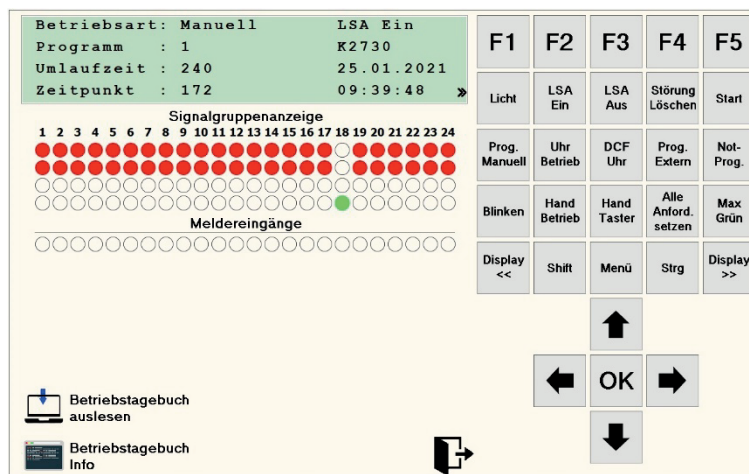 Betriebsart: Manuell LSA Ein
Programm : 1 K2730
Umlaufzeit : 240 25.01.2021
Zeitpunkt : 172 09:39:48 »
Signalgruppenanzeige
1 2 3 4 5 6 7 8 9 10 11 12 13 14 15 16 17 18 19 20 21 22 23 24
Meldereingänge
F1 F2 F3 F4 F5
Licht
LSA
Ein
LSA
Aus
Störung
Löschen
Start
Prog.
Manuell
Uhr
Betrieb
DCF
Uhr
Prog.
Extern
Not-
Prog.
Blinken
Hand
Betrieb
Hand
Taster
Alle
Anford.
setzen
Max
Grün
Display
<<
Shift
Menü
Strg
Display
>>
OK
Betriebstagebuch
auslesen
Betriebstagebuch
Info